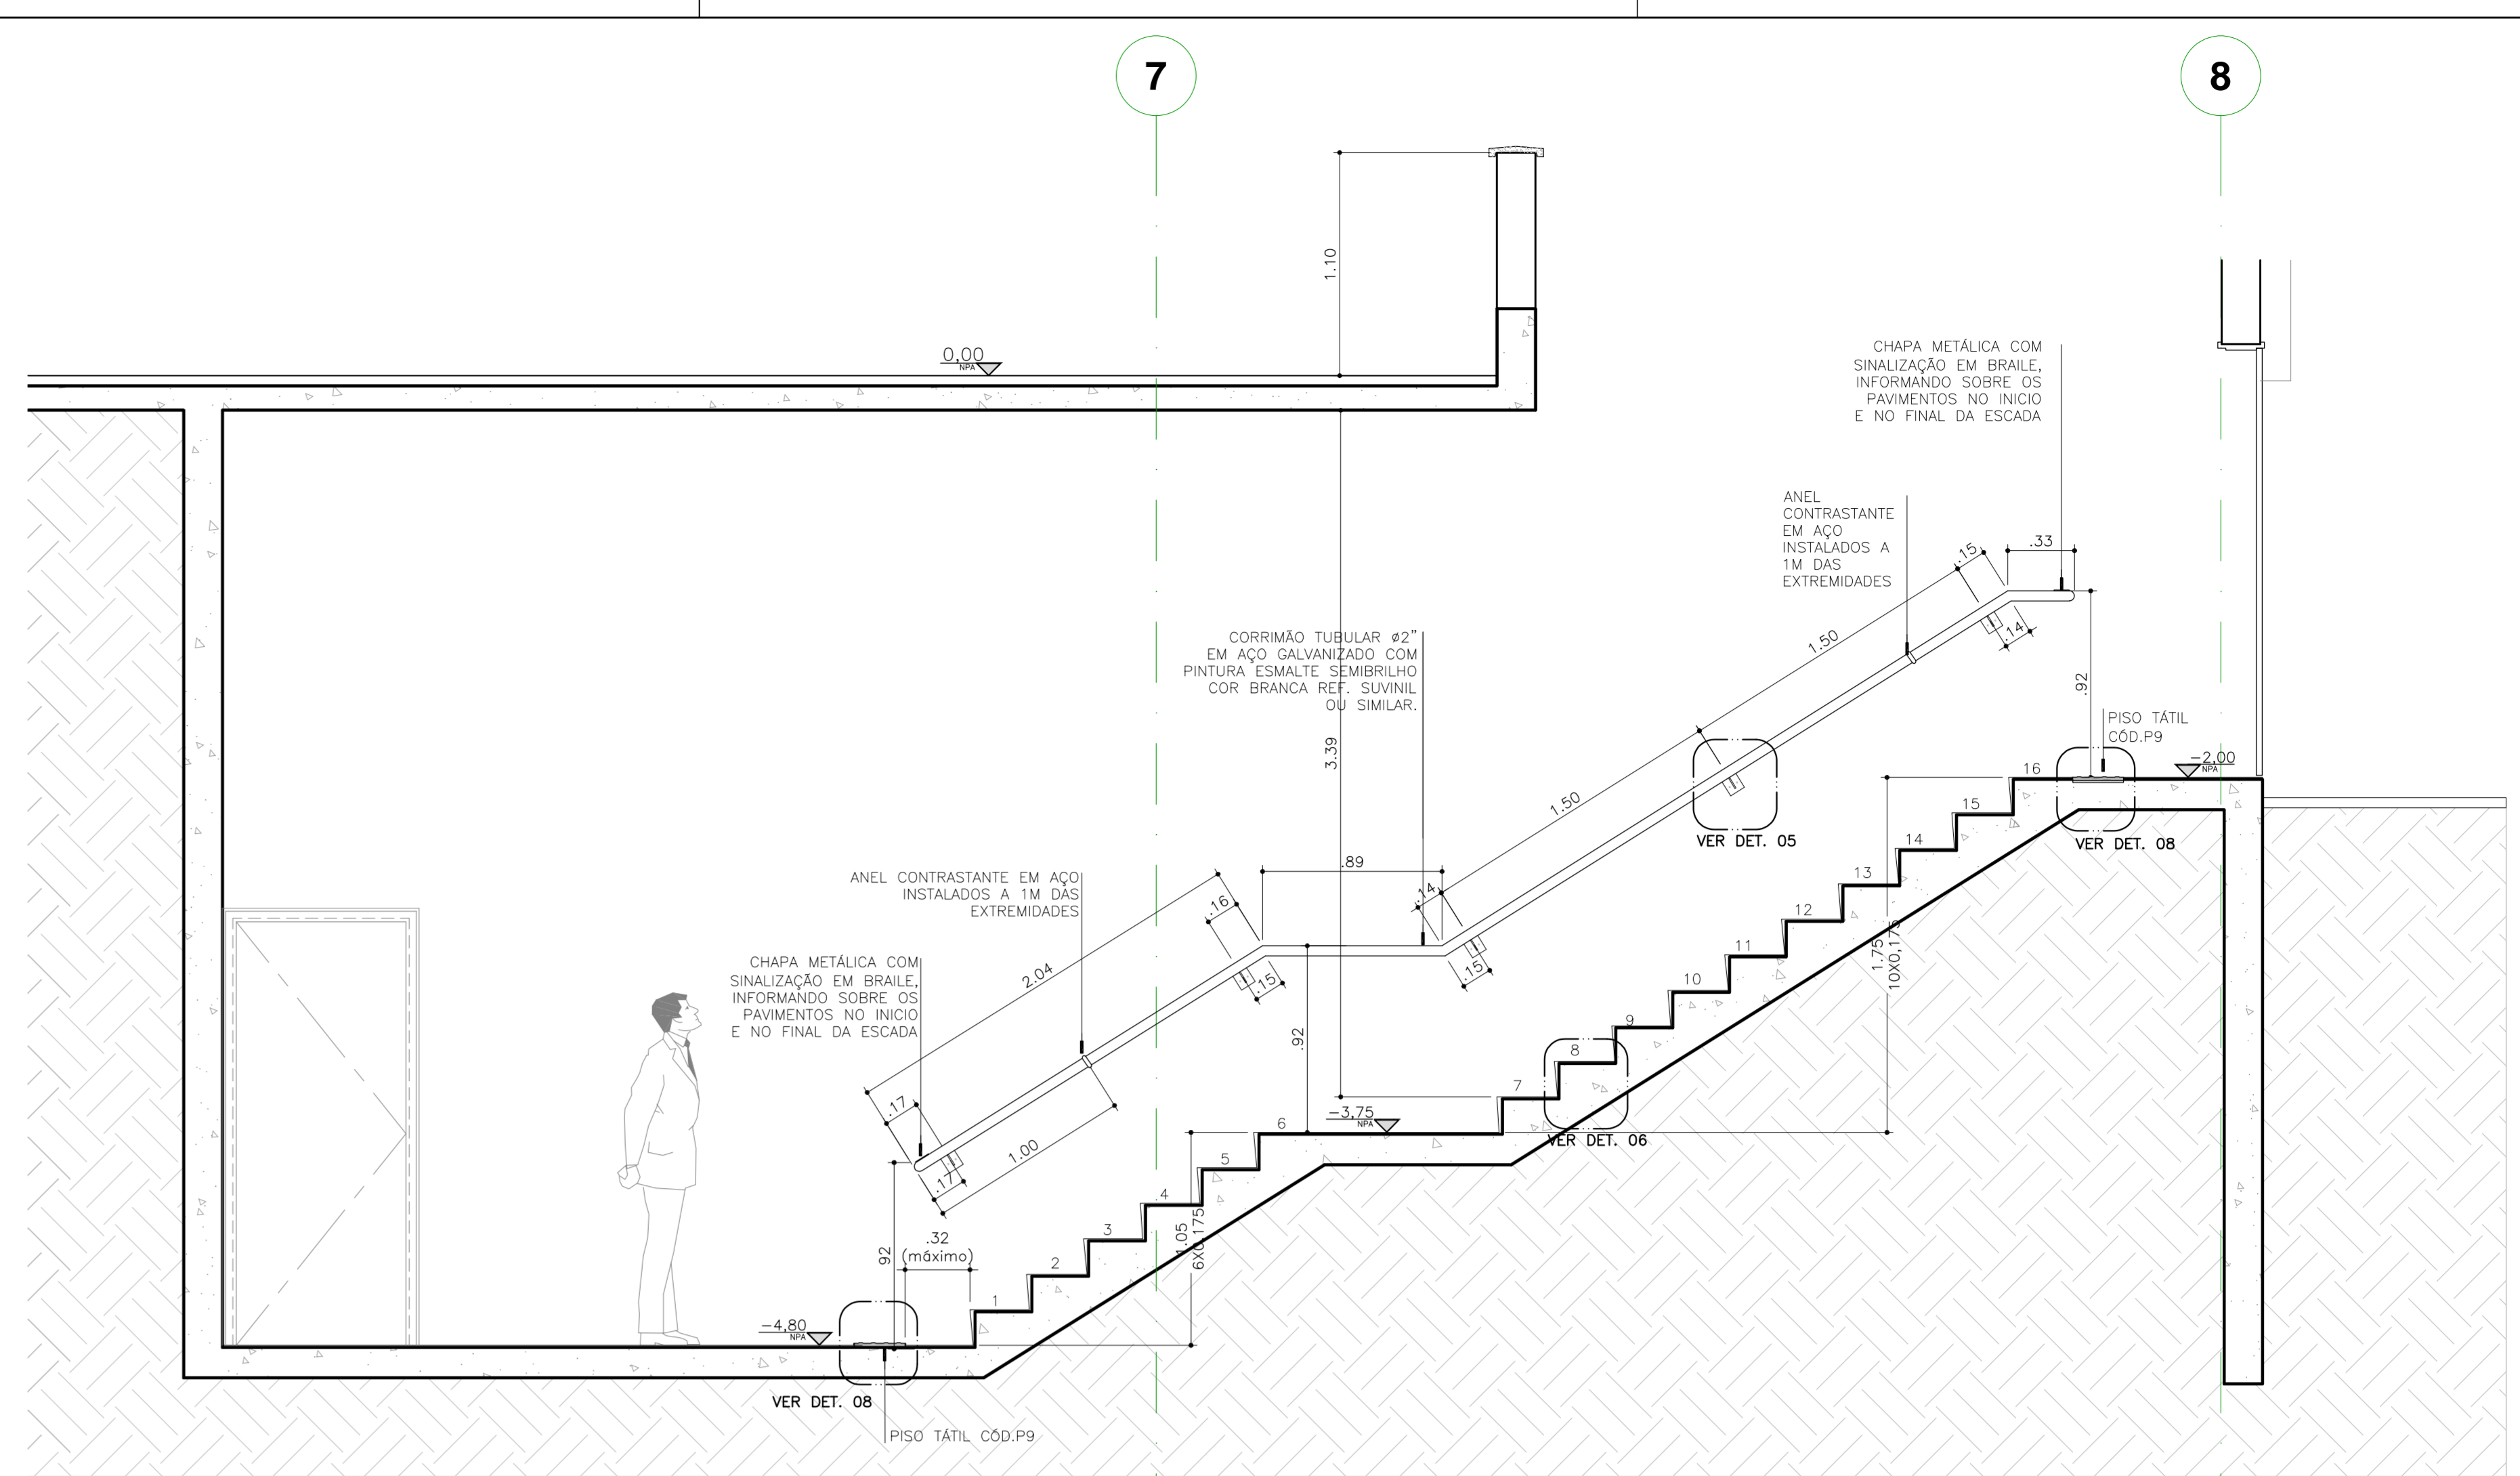 7
8
1.10
0,00
NPA
CHAPA METÁLICA COM
SINALIZAÇÃO EM BRAILE,
INFORMANDO SOBRE OS
PAVIMENTOS NO INICIO
E NO FINAL DA ESCADA
ANEL
CONTRASTANTE
EM AÇO
INSTALADOS A
1M DAS
EXTREMIDADES
.15
.33
.14
1.50
.92
CORRIMÃO TUBULAR ø2”
EM AÇO GALVANIZADO COM
PINTURA ESMALTE SEMIBRILHO
COR BRANCA REF. SUVINIL
OU SIMILAR.
3.39
PISO TÁTIL
CÓD.P9
-2,00
NPA
1.50
VER DET. 05
VER DET. 08
.89
.14
.15
ANEL CONTRASTANTE EM AÇO
INSTALADOS A 1M DAS
EXTREMIDADES
.16
.15
2.04
CHAPA METÁLICA COM
SINALIZAÇÃO EM BRAILE,
INFORMANDO SOBRE OS
PAVIMENTOS NO INICIO
E NO FINAL DA ESCADA
.17
1.00
.17
.92
-3,75
NPA
1.75
10X0,175
16
15
14
13
12
11
10
9
8
7
VER DET. 06
6
5
4
3
2
1
1.05
6X0,175
.92
.32
(máximo)
-4,80
NPA
VER DET. 08
PISO TÁTIL CÓD.P9